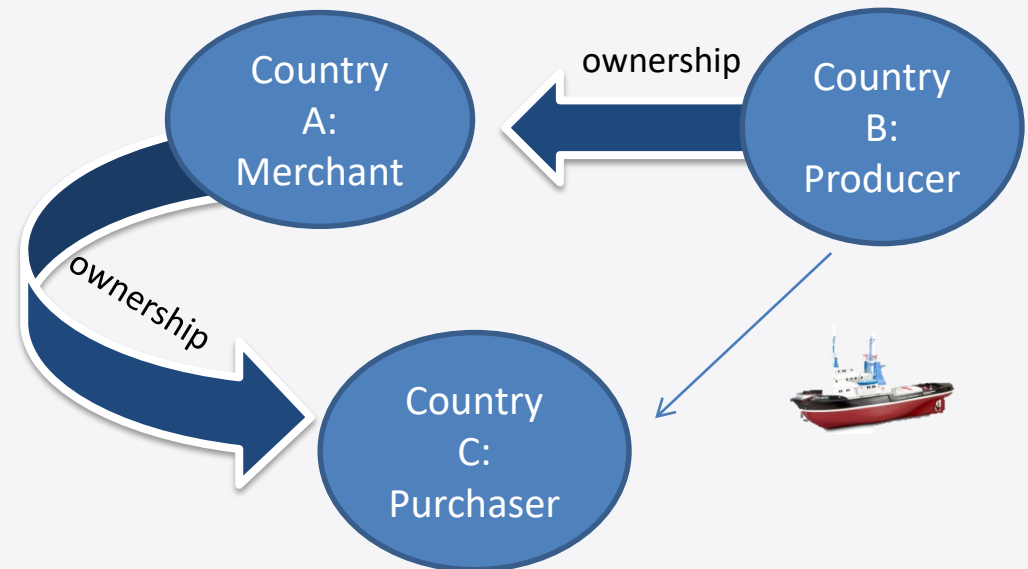 Country
A:
Merchant
ownership
Country
B:
Producer
ownership
Country
C:
Purchaser